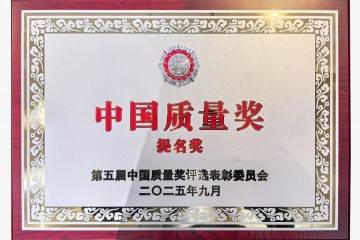 中国质量奖
提名奖
第五届中国质量奖评选表彰委员会
二〇二五年九月